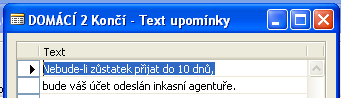 DOMÁCÍ 2 Končí - Text upomínky
Text
Nebude-li zůstatek přijat do 10 dnů,
bude váš účet odeslán inkasní agentuře.